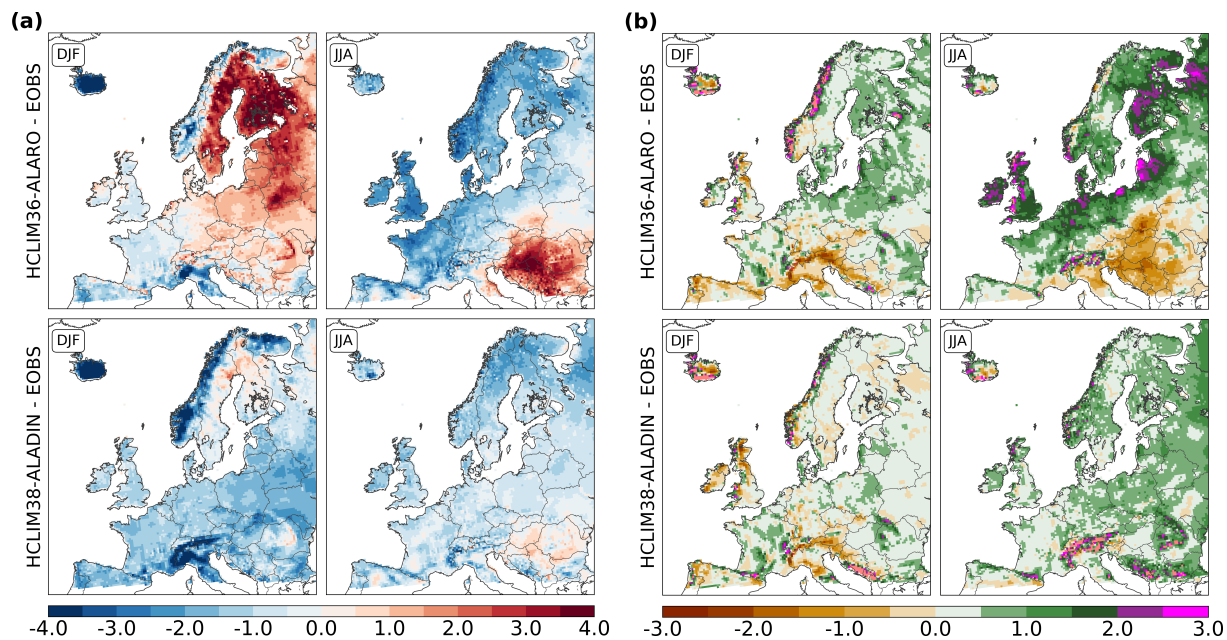 (a)
(b)
HCLIM36-ALARO - EOBS
DJF
JJA
DJF
JJA
HCLIM38-ALADIN - EOBS
DJF
JJA
DJF
JJA
HCLIM36-ALARO - EOBS
HCLIM38-ALADIN - EOBS
-4.0 -3.0 -2.0 -1.0 0.0 1.0 2.0 3.0 4.0
-3.0 -2.0 -1.0 0.0 1.0 2.0 3.0